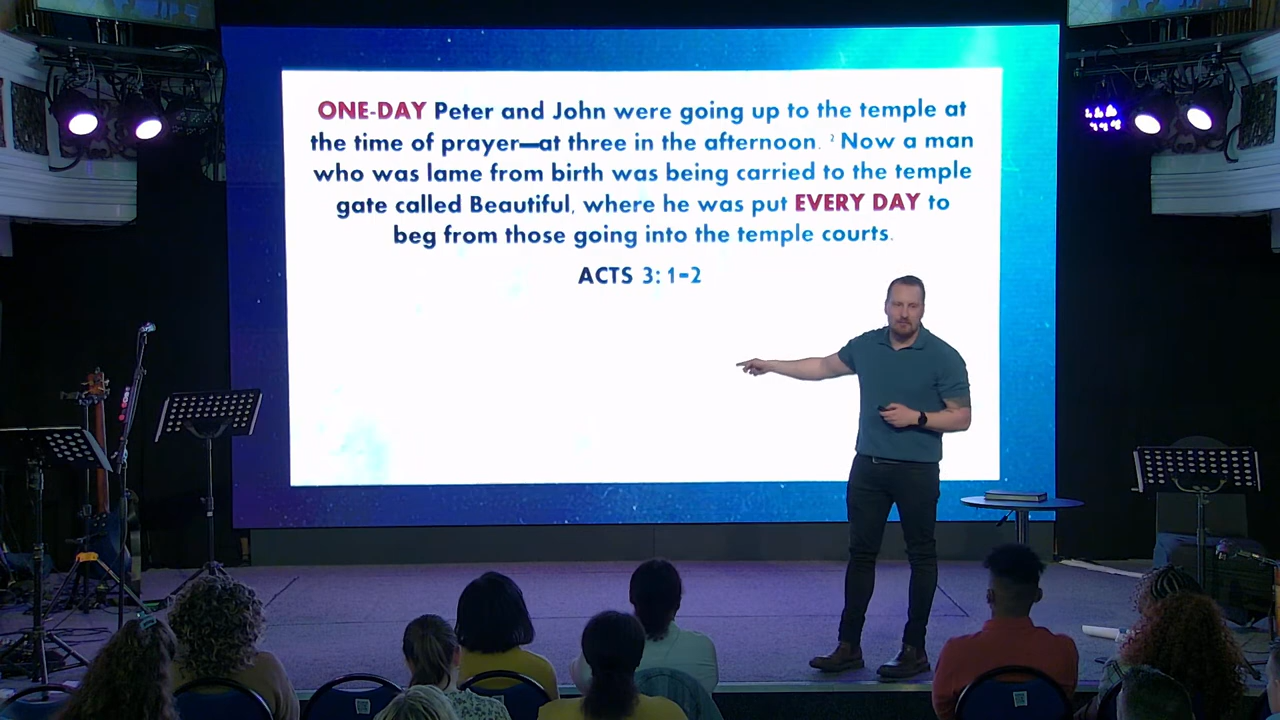 ONE-DAY Peter and John were going up to the temple at
the time of prayer—at three in the afternoon. ² Now a man
who was lame from birth was being carried to the temple
gate called Beautiful, where he was put EVERY DAY to
beg from those going into the temple courts.
ACTS 3: 1-2